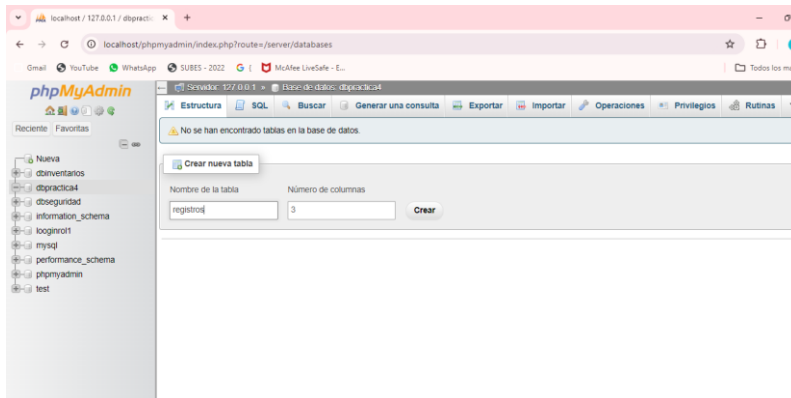 localhost / 127.0.0.1 / dbpractic
localhost/phpmyadmin/index.php?route=/server/databases
Gmail YouTube WhatsApp SUBES - 2022 G ( McAfee LiveSafe - E... Todos los ma
phpMyAdmin
Reciente Favoritas
Nueva
dbinventarios
dbpractica4
dbseguridad
information_schema
looginrol1
mysql
performance_schema
phpmyadmin
test
Servidor: 127.0.0.1 » Base de datos: dbpractica4
Estructura SQL Buscar Generar una consulta Exportar Importar Operaciones Privilegios Rutinas
No se han encontrado tablas en la base de datos.
Crear nueva tabla
Nombre de la tabla Número de columnas
registros 3 Crear